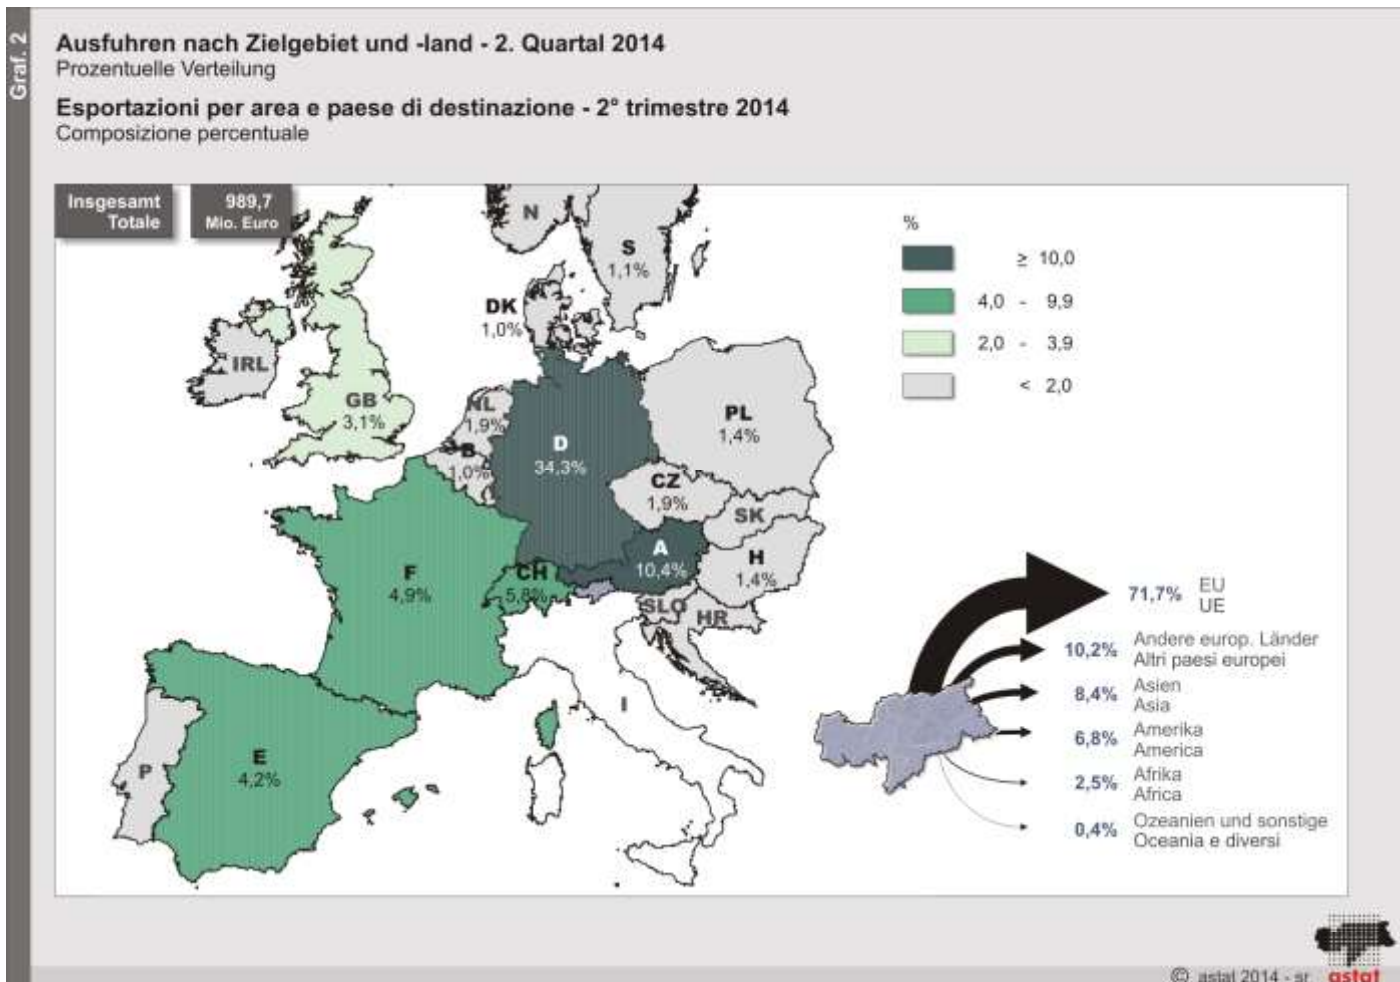 Graf. 2
Ausfuhren nach Zielgebiet und -land - 2. Quartal 2014
Prozentuelle Verteilung
Esportazioni per area e paese di destinazione - 2° trimestre 2014
Composizione percentuale
Insgesamt
Totale
989,7
Mio. Euro
%
≥ 10,0
4,0 - 9,9
2,0 - 3,9
< 2,0
N
S
1,1%
DK
1,0%
IRL
GB
3,1%
NL
1,9%
B
1,0%
D
34,3%
PL
1,4%
CZ
1,9%
SK
A
10,4%
H
1,4%
F
4,9%
CH
5,8%
SLO
HR
I
P
E
4,2%
71,7% EU
UE
10,2% Andere europ. Länder
Altri paesi europei
8,4% Asien
Asia
6,8% Amerika
America
2,5% Afrika
Africa
0,4% Ozeanien und sonstige
Oceania e diversi
© astat 2014 - sr
astat